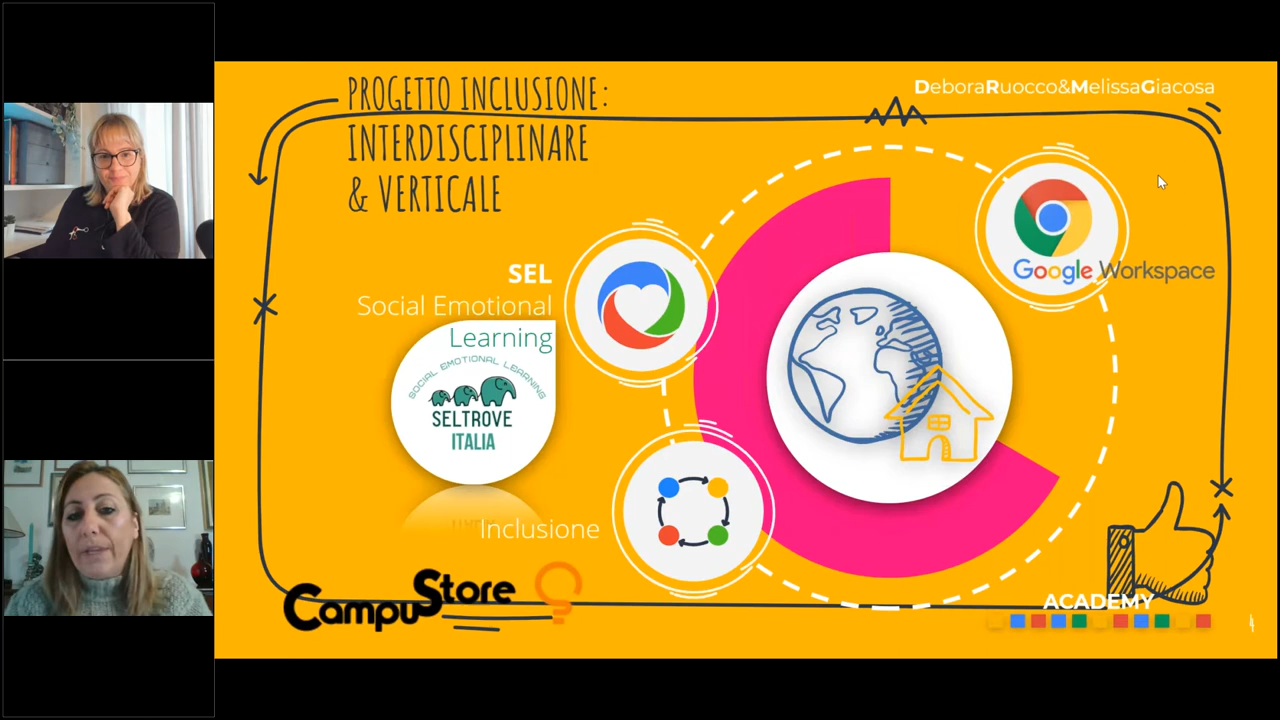 PROGETTO INCLUSIONE:
INTERDISCIPLINARE
& VERTICALE
DeboraRuocco&MelissaGiacosa
Google Workspace
SEL
Social Emotional
Learning
SOCIAL EMOTIONAL LEARNING
SELTROVE
ITALIA
Inclusione
CampuStore
ACADEMY
4